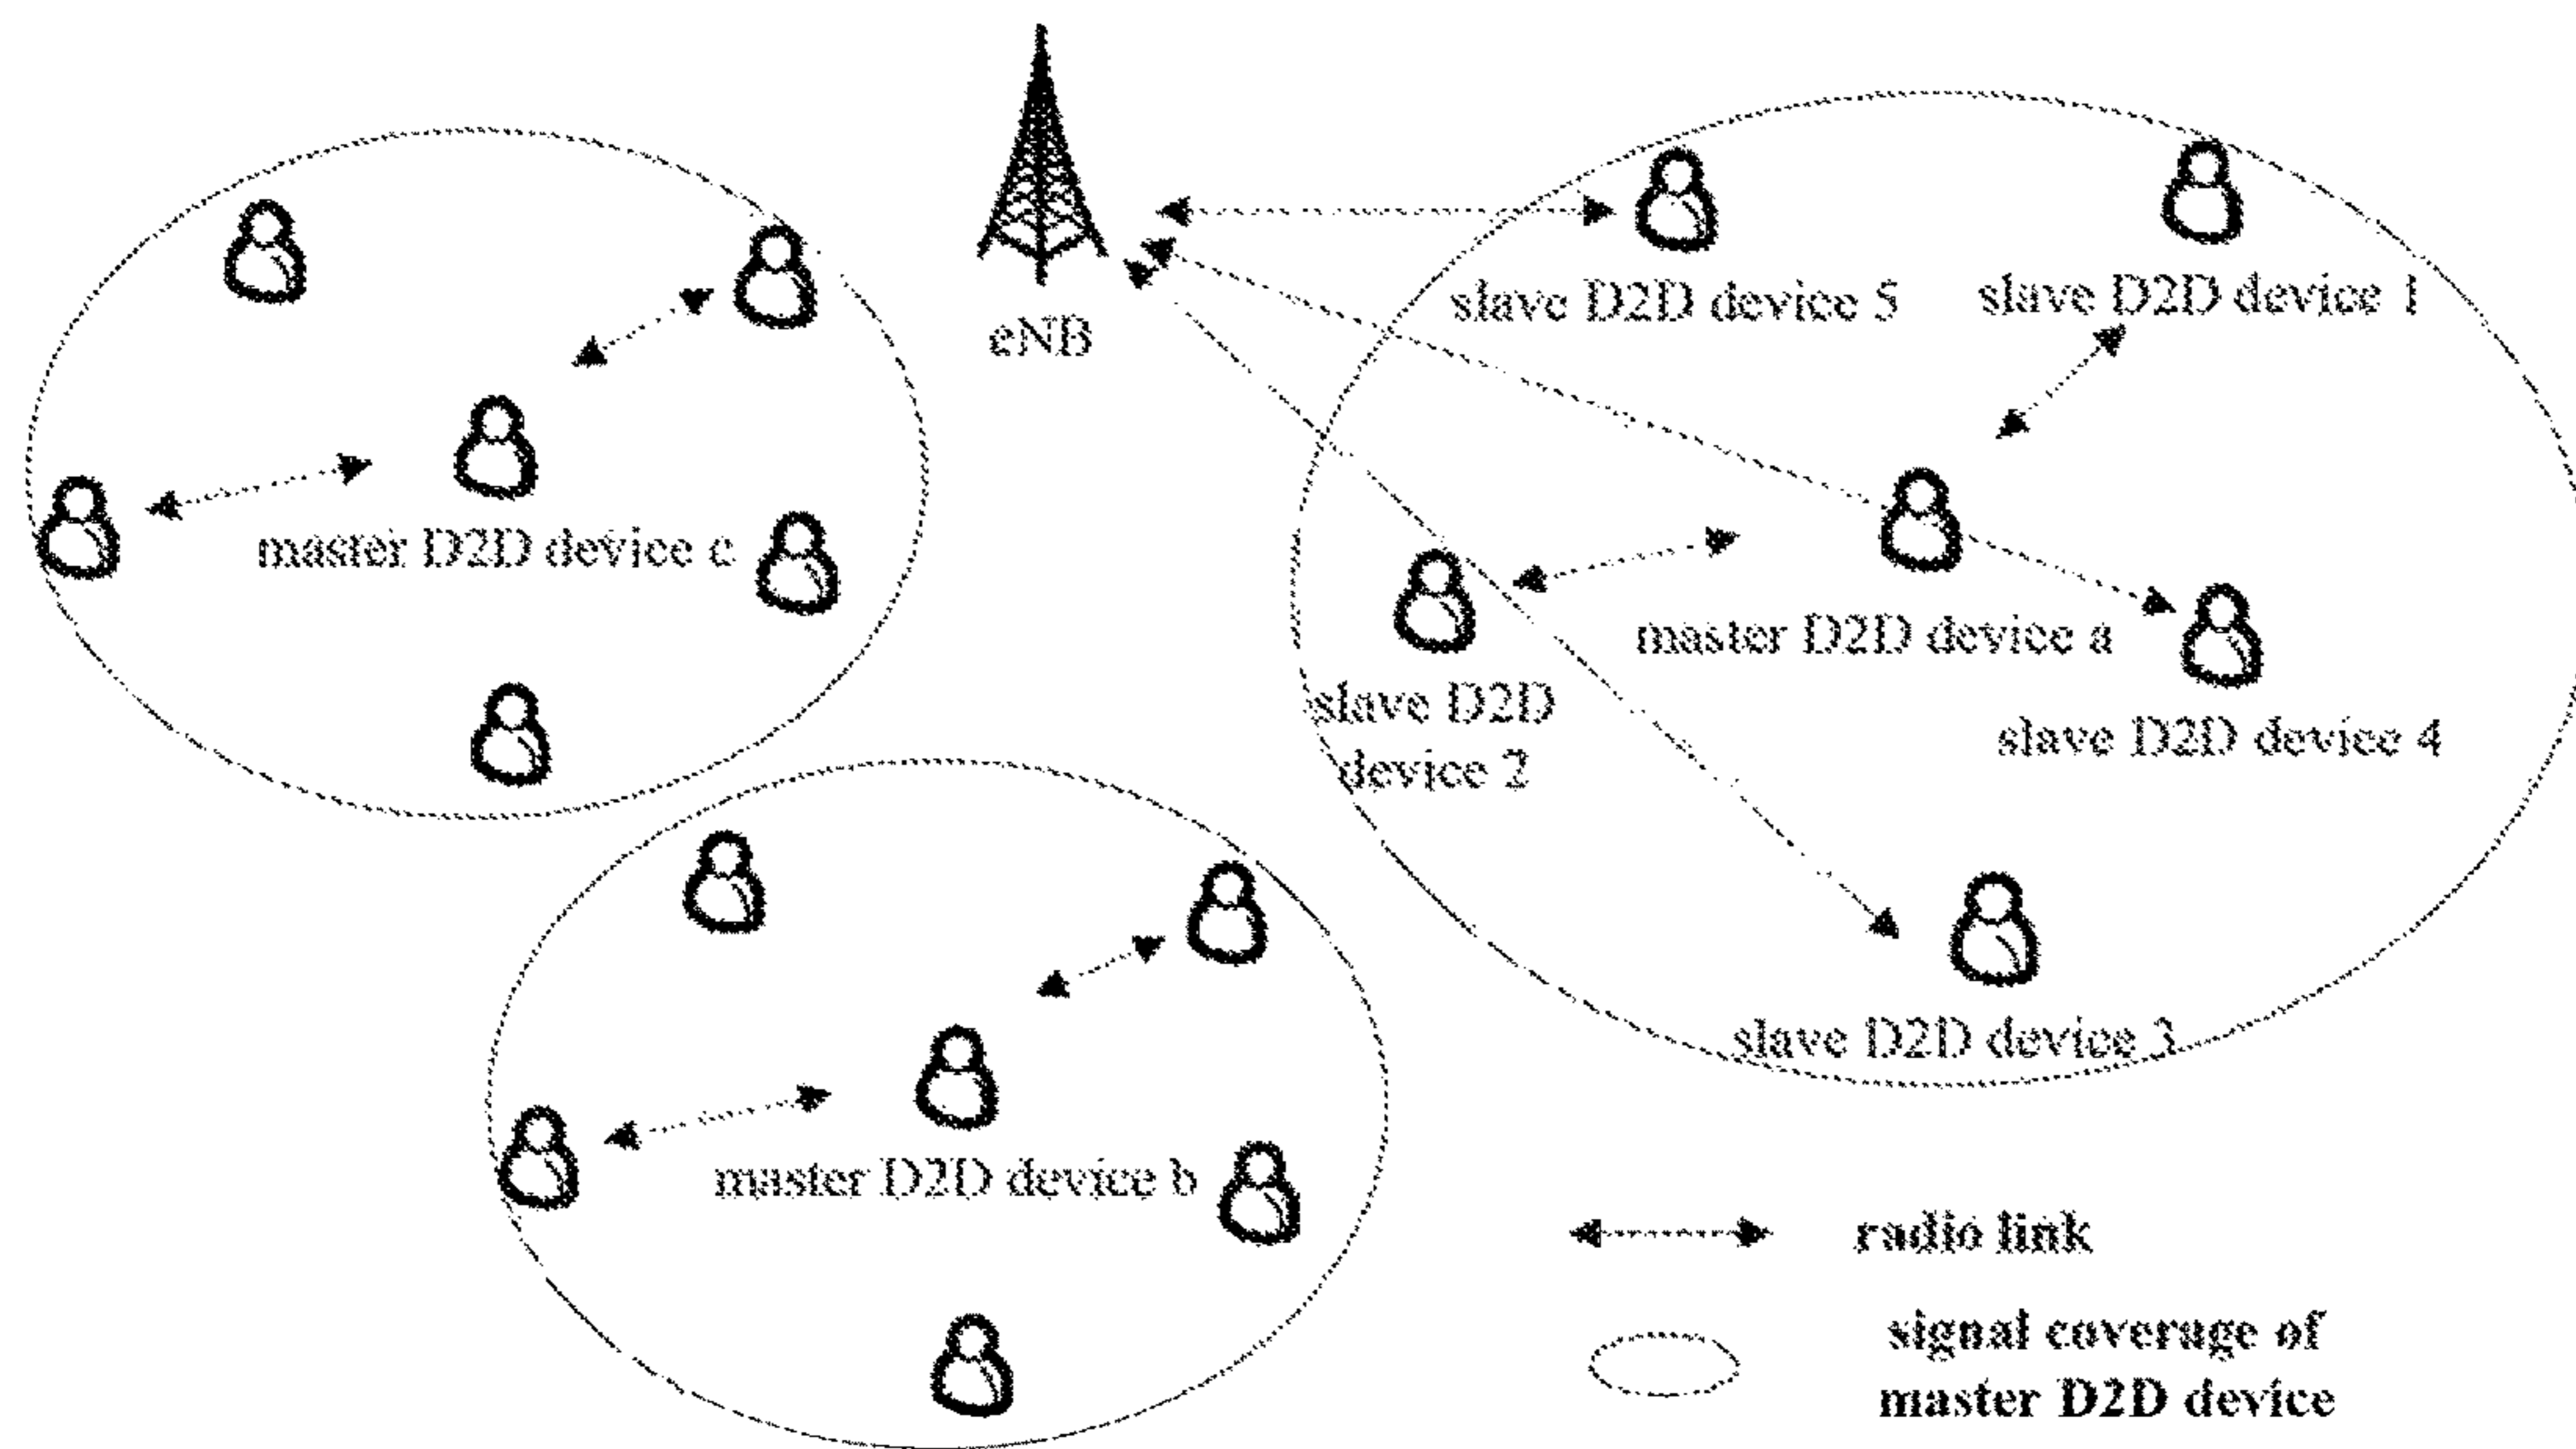 eNB
slave D2D device 5
slave D2D device 1
master D2D device c
master D2D device a
slave D2D
device 2
slave D2D device 4
slave D2D device 3
master D2D device b
radio link
signal coverage of
master D2D device